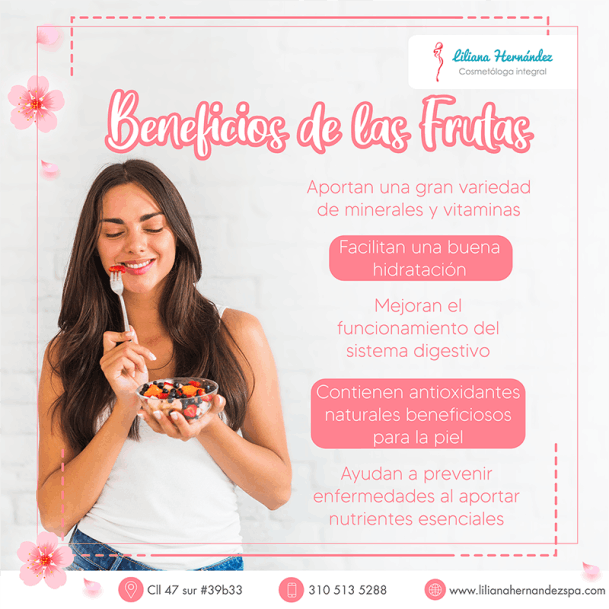 Liliana Hernández
Cosmetóloga integral
Beneficios de las Frutas
Aportan una gran variedad
de minerales y vitaminas
Facilitan una buena
hidratación
Mejoran el
funcionamiento del
sistema digestivo
Contienen antioxidantes
naturales beneficiosos
para la piel
Ayudan a prevenir
enfermedades al aportar
nutrientes esenciales
Cll 47 sur #39b33
310 513 5288
www.lilianahernandezspa.com